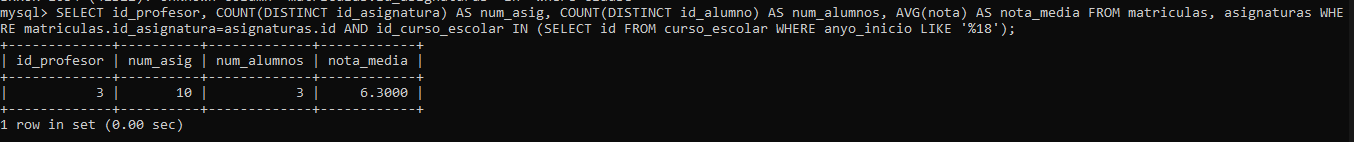 mysql> SELECT id_profesor, COUNT(DISTINCT id_asignatura) AS num_asig, COUNT(DISTINCT id_alumno) AS num_alumnos, AVG(nota) AS nota_media FROM matriculas, asignaturas WHE
RE matriculas.id_asignatura=asignaturas.id AND id_curso_escolar IN (SELECT id FROM curso_escolar WHERE anyo_inicio LIKE '%18');
+-------------+----------+-------------+------------+
| id_profesor | num_asig | num_alumnos | nota_media |
+-------------+----------+-------------+------------+
|           3 |       10 |           3 |     6.3000 |
+-------------+----------+-------------+------------+
1 row in set (0.00 sec)